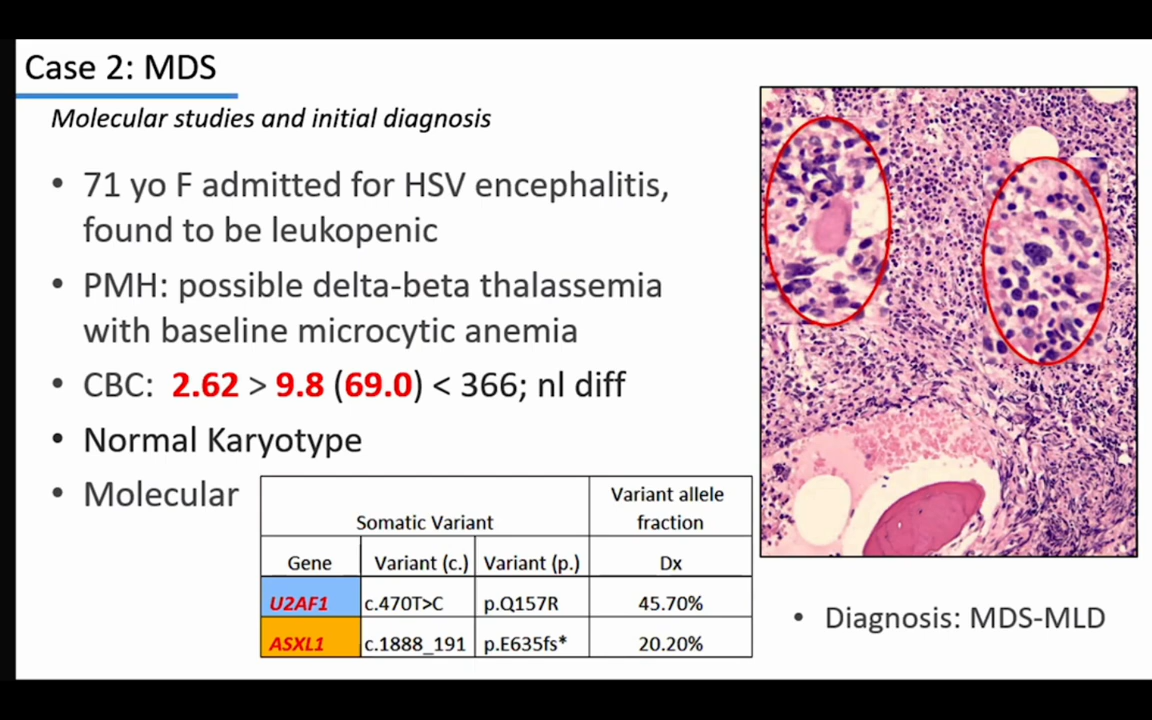 Case 2: MDS
Molecular studies and initial diagnosis
• 71 yo F admitted for HSV encephalitis,
found to be leukopenic
• PMH: possible delta-beta thalassemia
with baseline microcytic anemia
• CBC: 2.62 > 9.8 (69.0) < 366; nl diff
• Normal Karyotype
• Molecular
Somatic Variant
Variant allele
fraction
Gene Variant (c.) Variant (p.) Dx
U2AF1 c.470T>C p.Q157R 45.70%
ASXL1 c.1888_191 p.E635fs* 20.20%
• Diagnosis: MDS-MLD